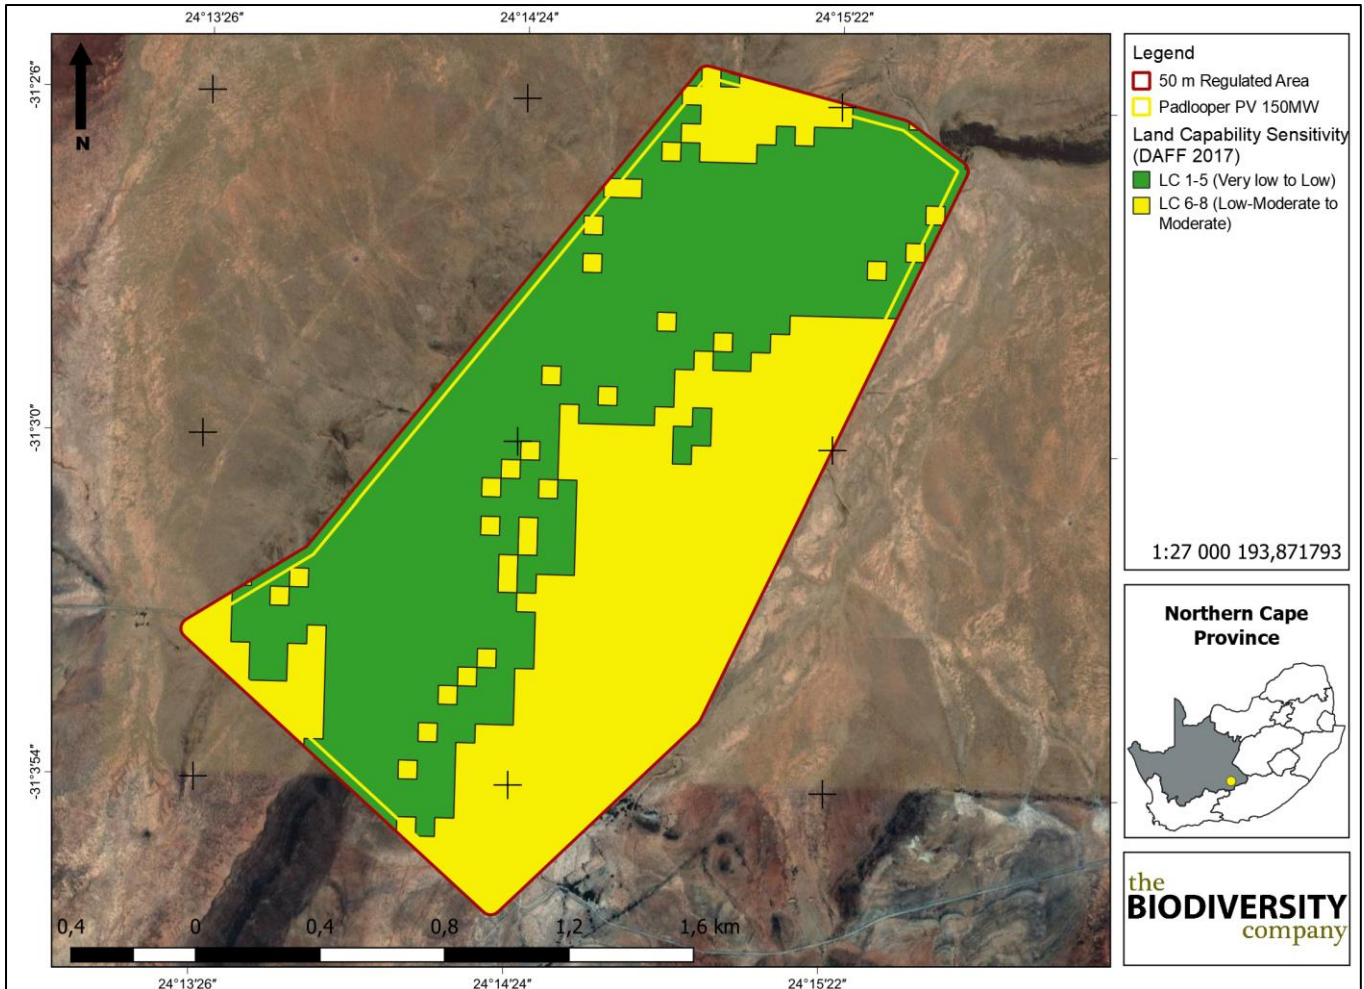 24°13'26"
24°14'24"
24°15'22"
-31°2'6"
-31°3'0"
-31°3'54"
N
0,4
0
0,4
0,8
1,2
1,6 km
24°13'26"
24°14'24"
24°15'22"
Legend
50 m Regulated Area
Padlooper PV 150MW
Land Capability Sensitivity
(DAFF 2017)
LC 1-5 (Very low to Low)
LC 6-8 (Low-Moderate to
Moderate)
1:27 000 193,871793
Northern Cape
Province
the
BIODIVERSITY
company